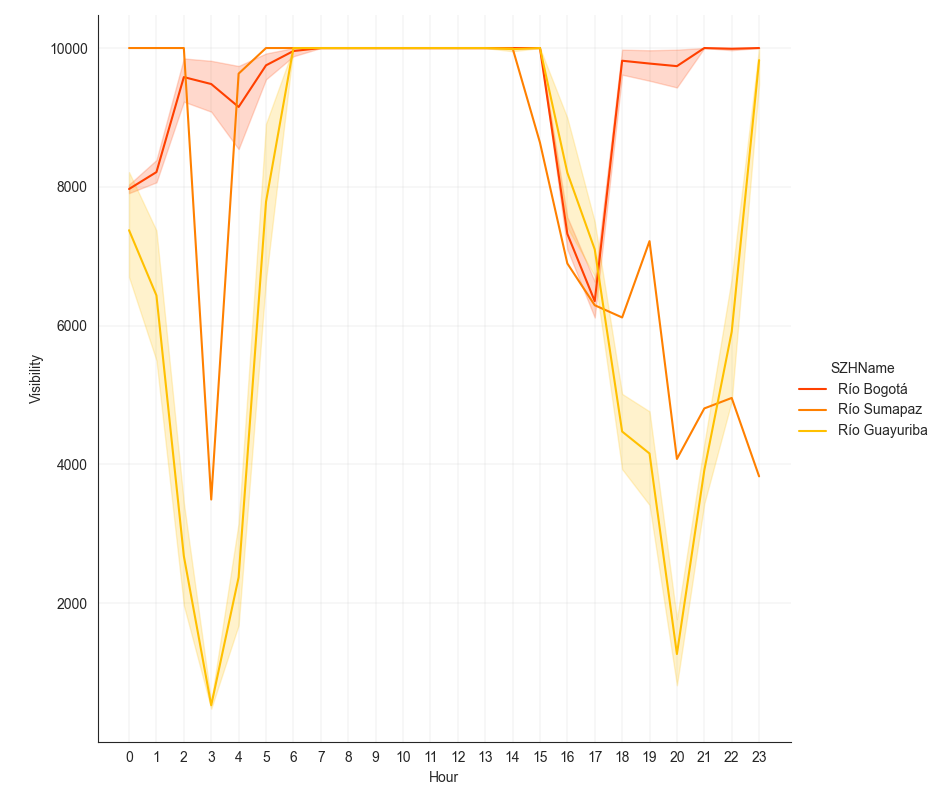 10000
8000
6000
4000
2000
Visibility
0 1 2 3 4 5 6 7 8 9 10 11 12 13 14 15 16 17 18 19 20 21 22 23
Hour
SZHName
Río Bogotá
Río Sumapaz
Río Guayuriba